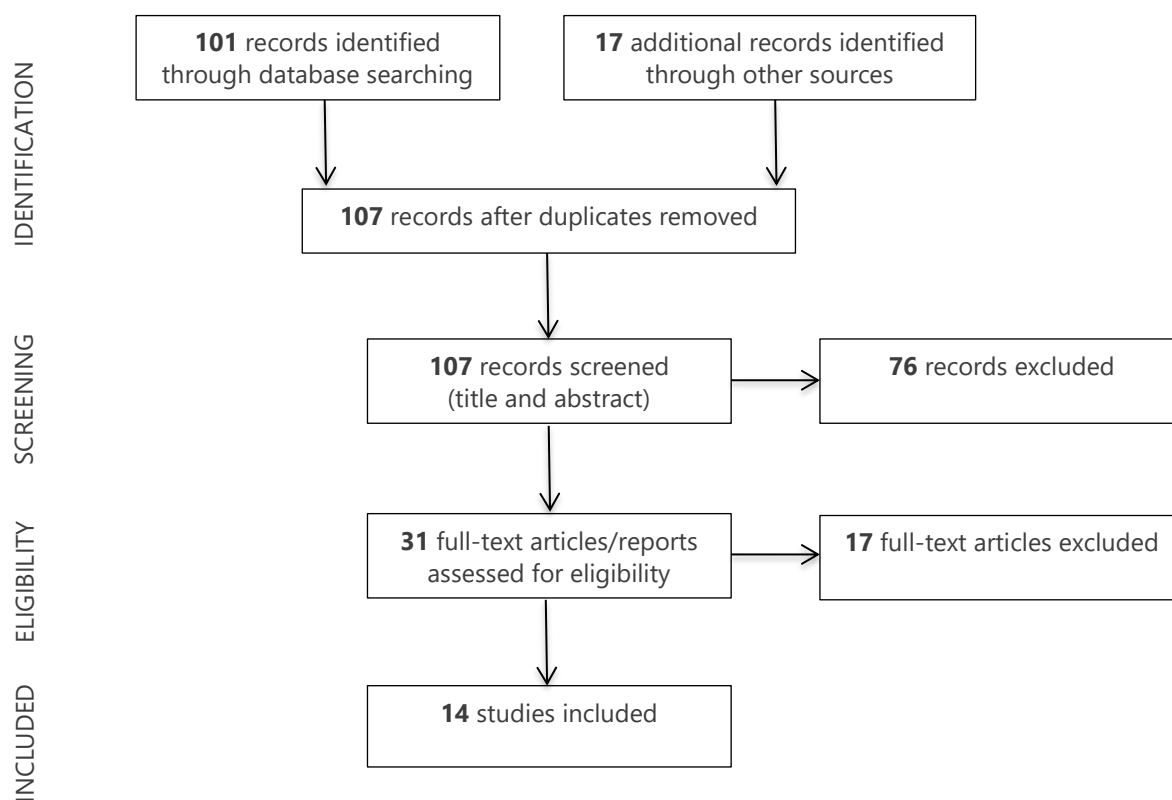 IDENTIFICATION
101 records identified
through database searching
17 additional records identified
through other sources
107 records after duplicates removed
SCREENING
107 records screened
(title and abstract)
76 records excluded
ELIGIBILITY
31 full-text articles/reports
assessed for eligibility
17 full-text articles excluded
INCLUDED
14 studies included